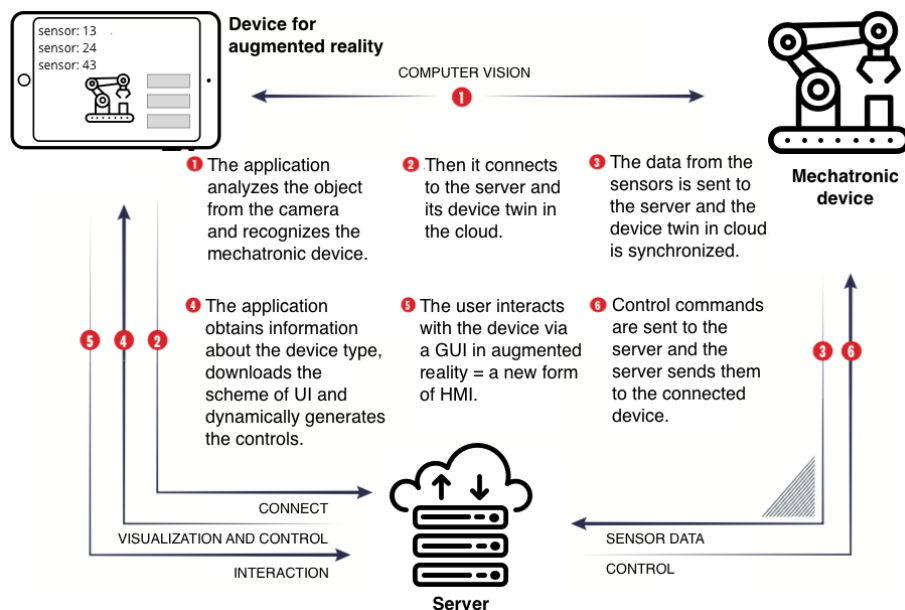 sensor: 13
sensor: 24
sensor: 43
Device for
augmented reality
COMPUTER VISION
1
Mechatronic
device
1 The application
analyzes the object
from the camera
and recognizes the
mechatronic device.
2 Then it connects
to the server and
its device twin in
the cloud.
3 The data from the
sensors is sent to
the server and the
device twin in cloud
is synchronized.
4 The application
obtains information
about the device type,
downloads the
scheme of UI and
dynamically generates
the controls.
5 The user interacts
with the device via
a GUI in augmented
reality = a new form
of HMI.
6 Control commands
are sent to the
server and the
server sends them
to the connected
device.
5
4
2
3
6
CONNECT
VISUALIZATION AND CONTROL
INTERACTION
SENSOR DATA
CONTROL
Server